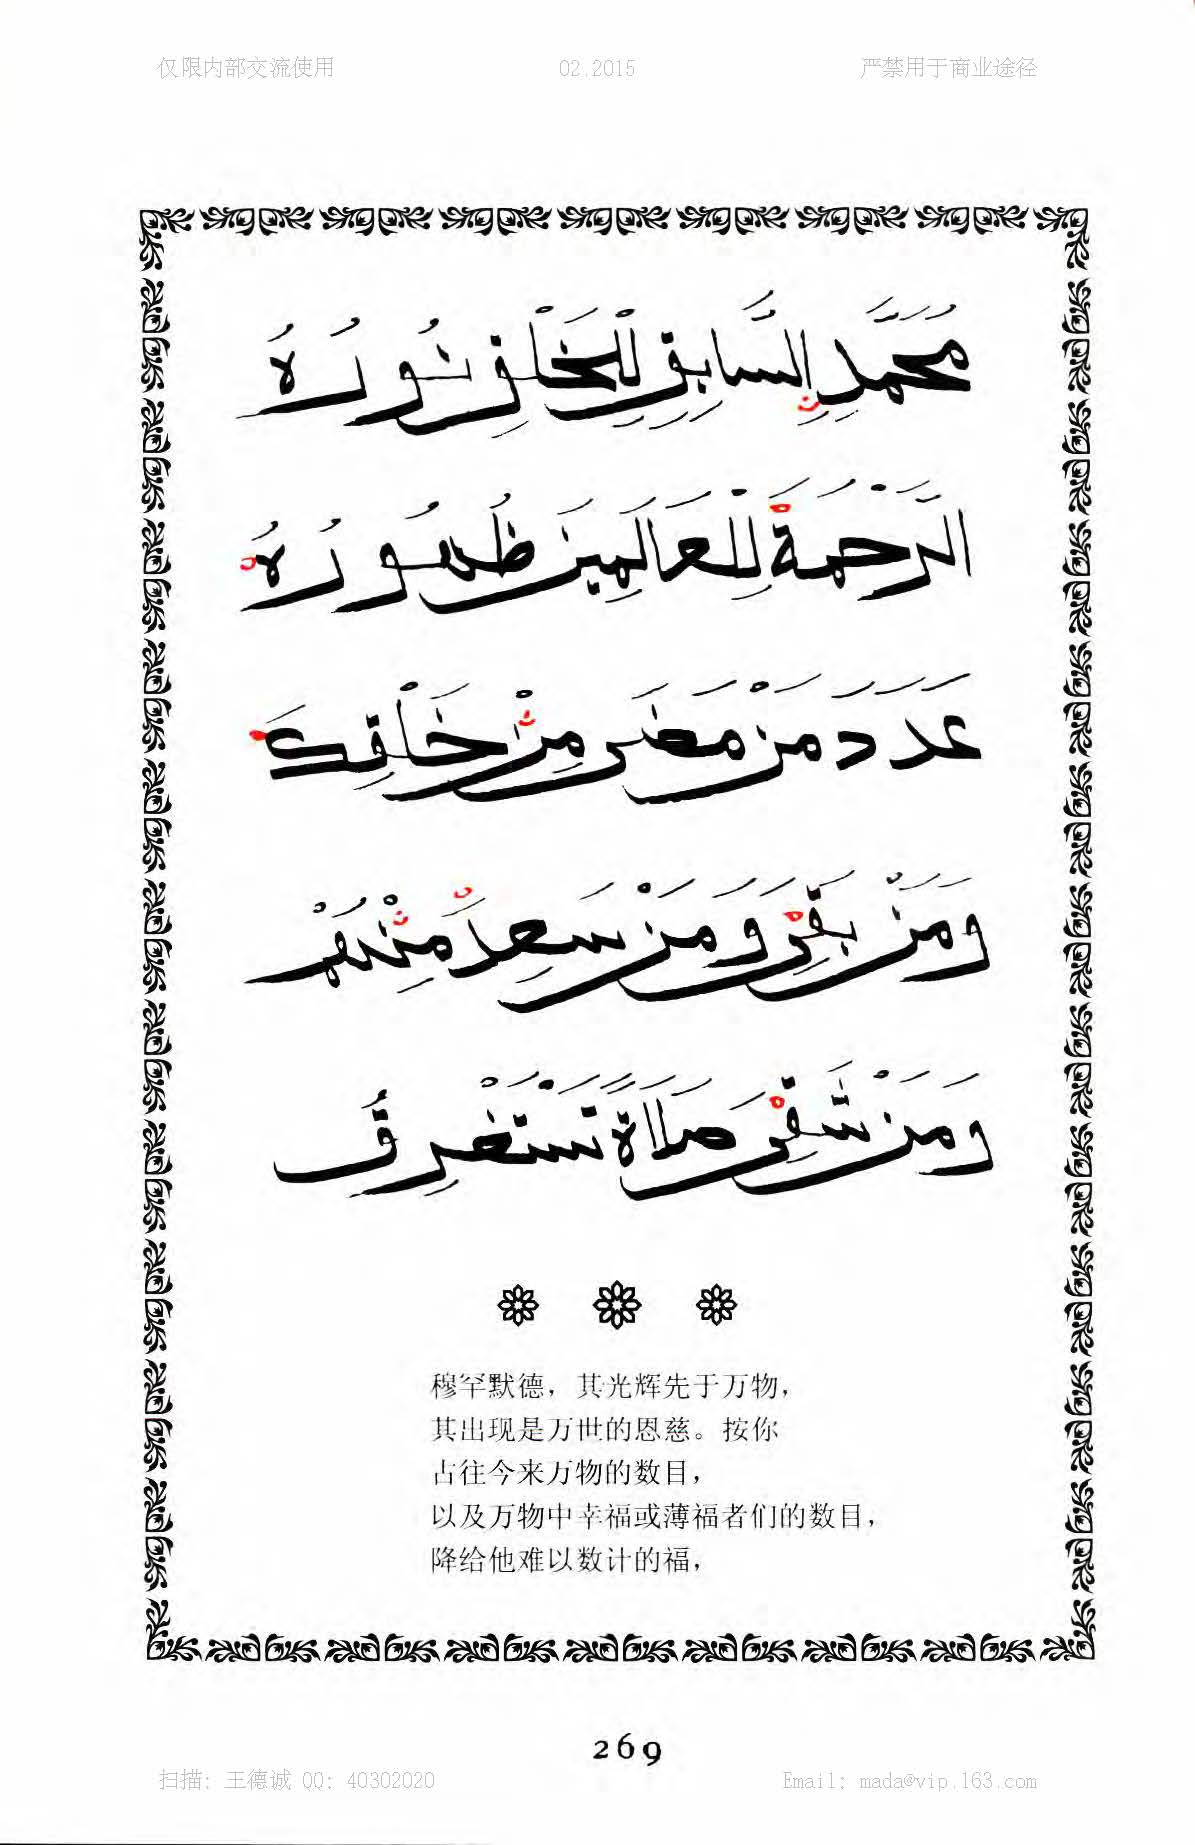 仅限内部交流使用 02.2015 严禁用于商业途径
مُحَمَّدٍ السَّابِقِ لِلْخَلْقِ نُورُهُ
الرَّحْمَةُ لِلْعَالَمِينَ ظُهُورُهُ
عَدَدَ مَنْ مَضَى مِنْ خَلْقِكَ
وَمَنْ بَقِيَ وَمَنْ سَعِدَ مِنْهُمْ
وَمَنْ شَقِيَ صَلَاةً تَسْتَغْرِقُ
穆罕默德，其光辉先于万物，
其出现是万世的恩慈。按你
古往今来万物的数目，
以及万物中幸福或薄福者们的数目，
降给他难以数计的福，
269
扫描: 王德诚 QQ: 40302020 Email: mada@vip.163.com